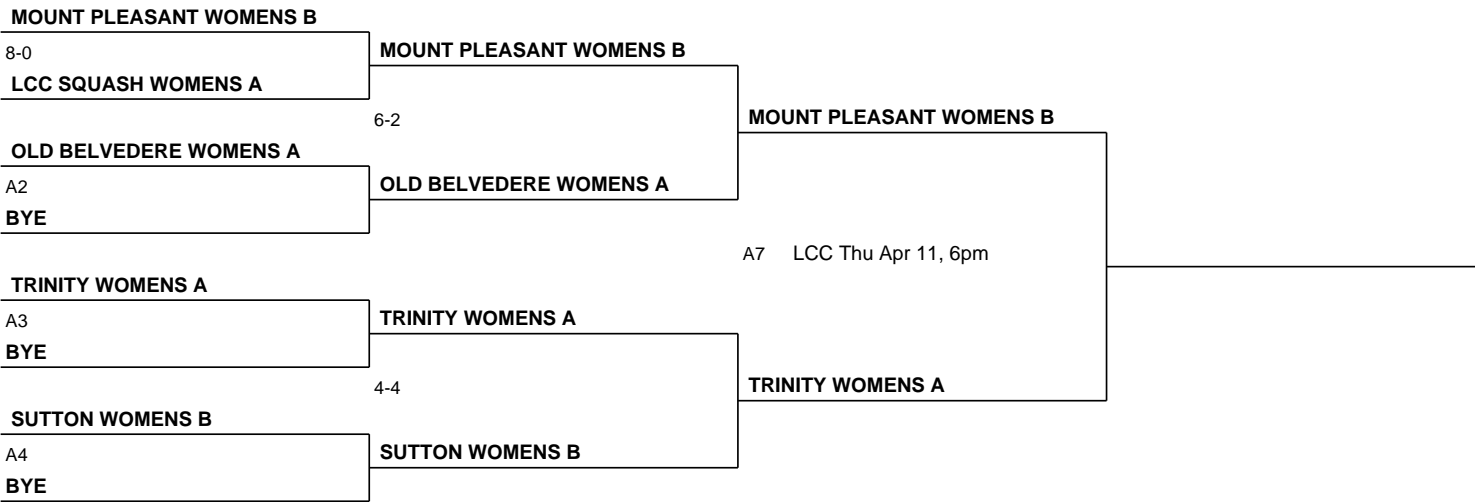 MOUNT PLEASANT WOMENS B
8-0
LCC SQUASH WOMENS A
OLD BELVEDERE WOMENS A
A2
BYE
TRINITY WOMENS A
A3
BYE
SUTTON WOMENS B
A4
BYE
MOUNT PLEASANT WOMENS B
6-2
OLD BELVEDERE WOMENS A
TRINITY WOMENS A
4-4
SUTTON WOMENS B
MOUNT PLEASANT WOMENS B
A7 LCC Thu Apr 11, 6pm
TRINITY WOMENS A